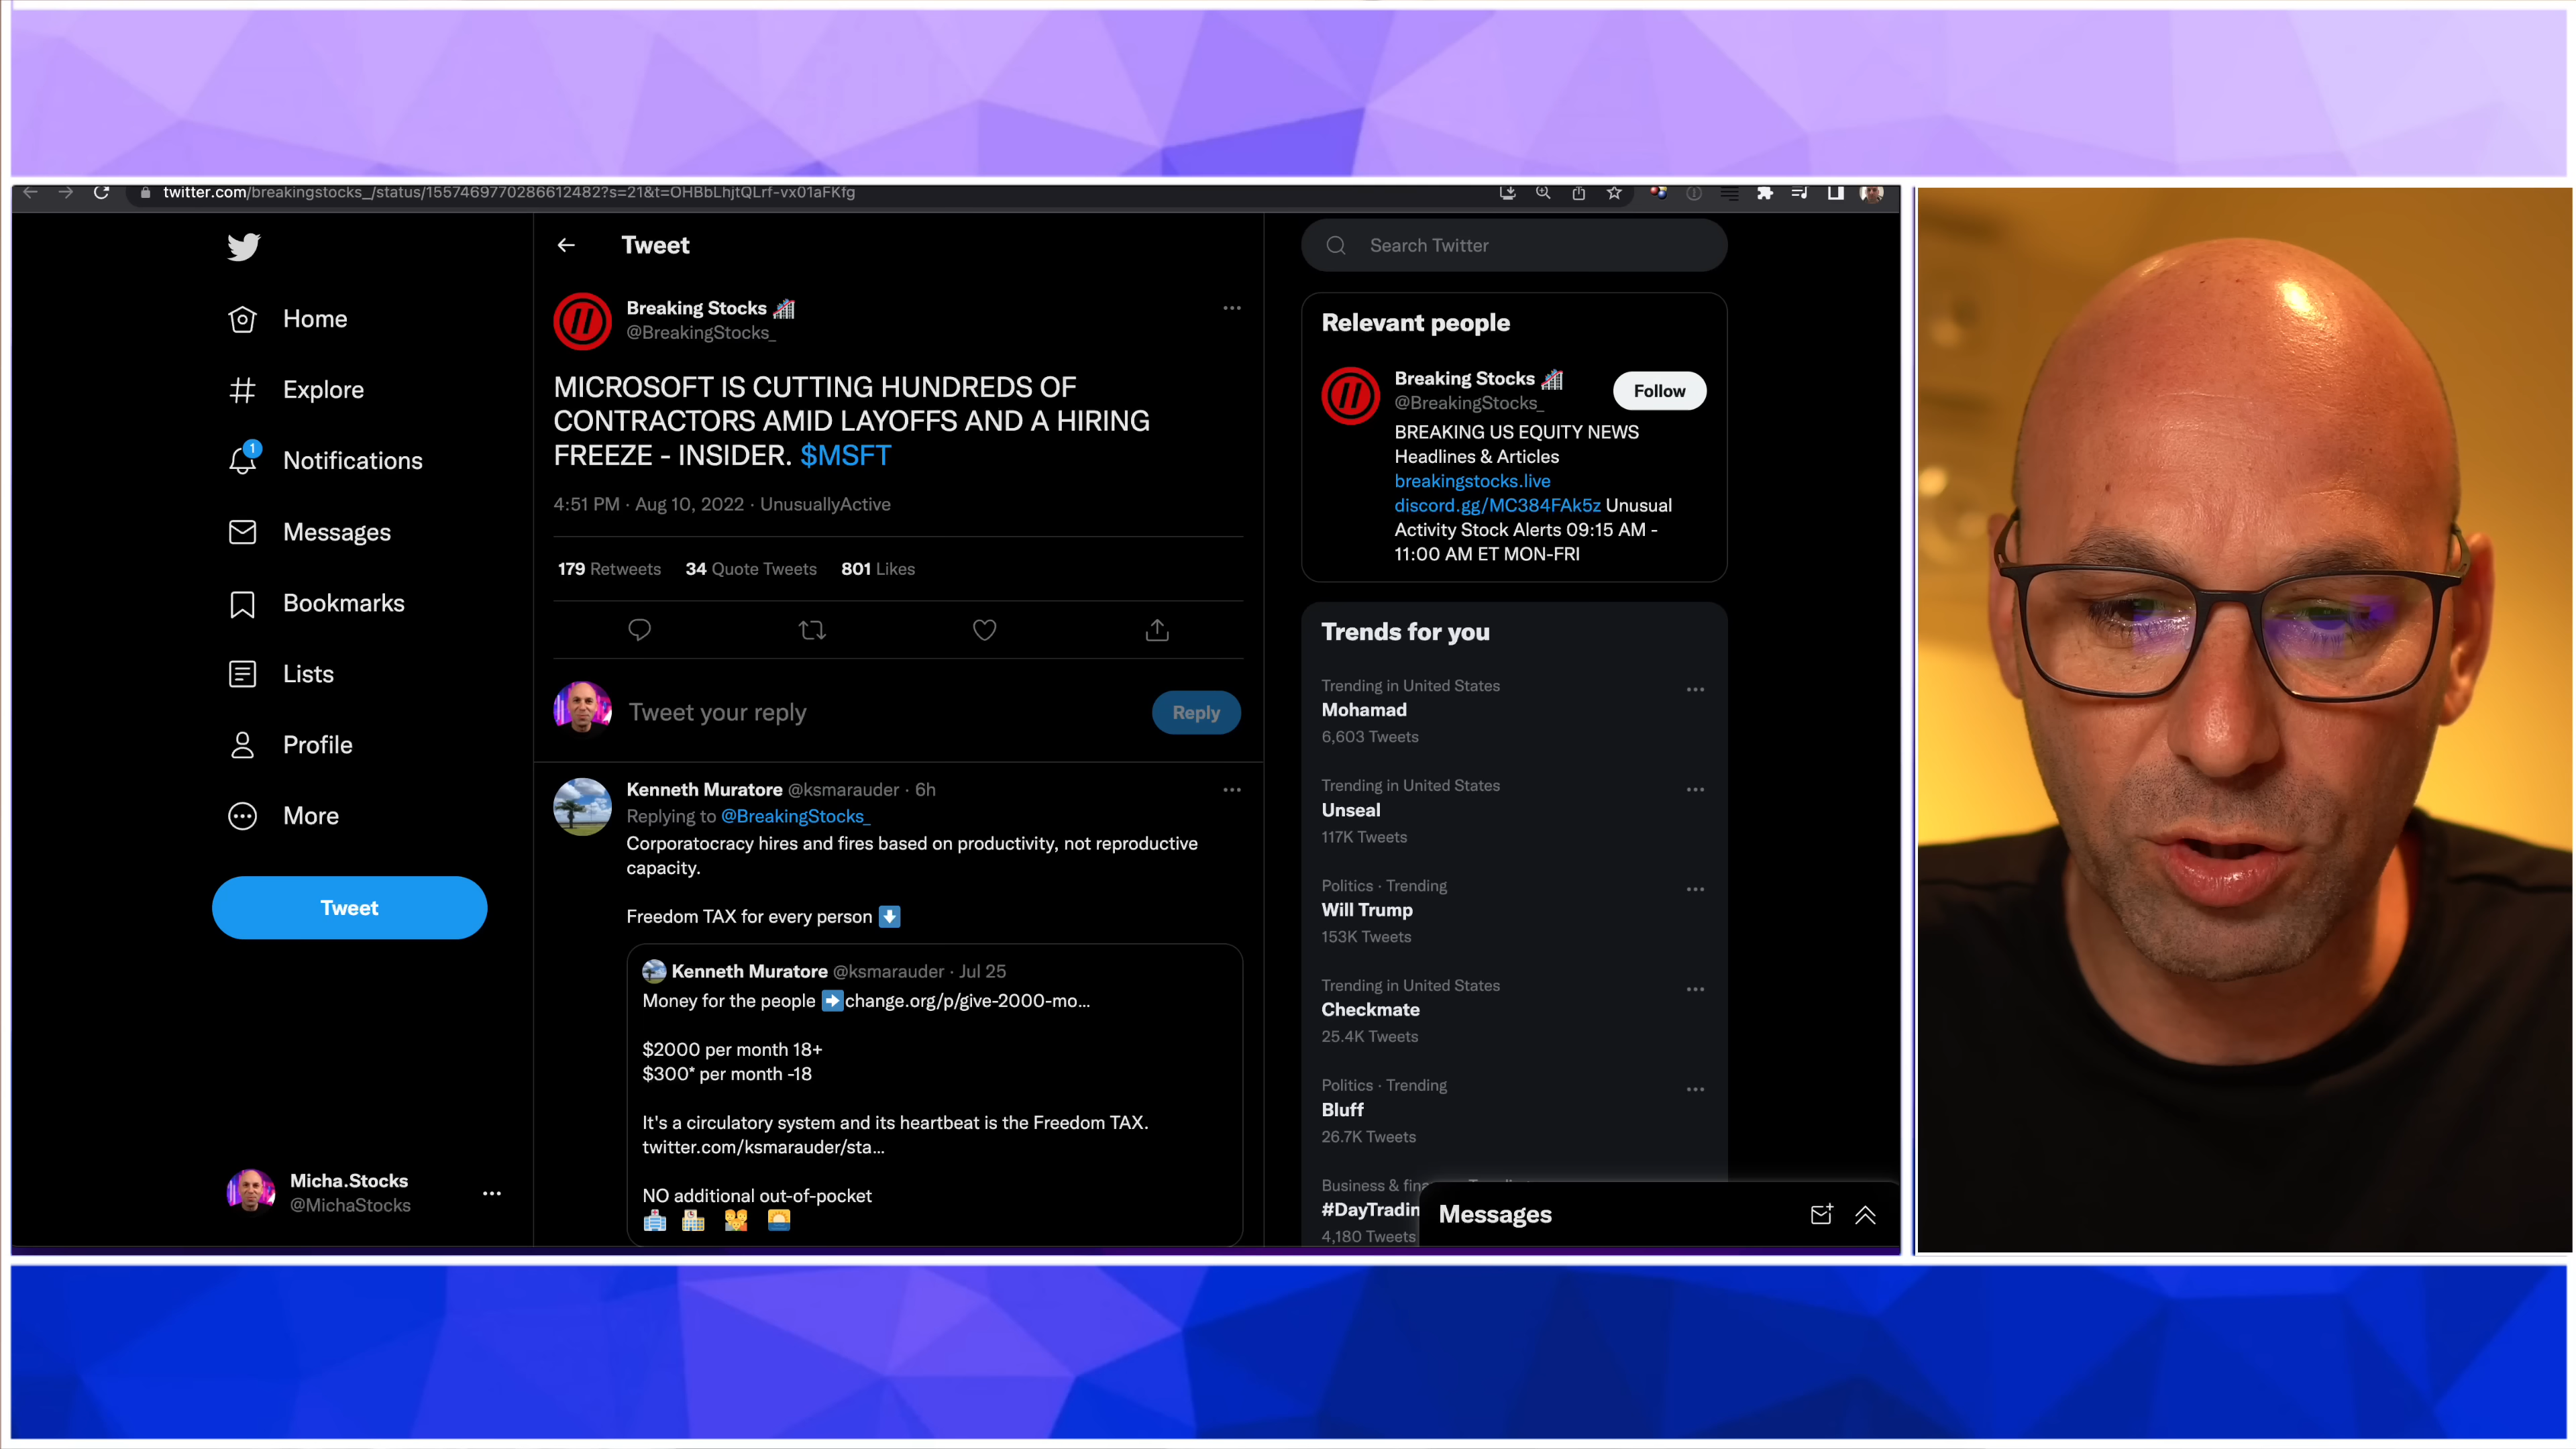 twitter.com/breakingstocks_/status/1557469770286612482?s=21&t=OHBbLhjtQLrf-vx01aFKfg
Home
Explore
1
Notifications
Messages
Bookmarks
Lists
Profile
More
Tweet
Micha.Stocks
@MichaStocks
Tweet
Breaking Stocks
@BreakingStocks_
MICROSOFT IS CUTTING HUNDREDS OF
CONTRACTORS AMID LAYOFFS AND A HIRING
FREEZE - INSIDER. $MSFT
4:51 PM · Aug 10, 2022 · UnusuallyActive
179 Retweets 34 Quote Tweets 801 Likes
Tweet your reply
Reply
Kenneth Muratore @ksmarauder · 6h
Replying to @BreakingStocks_
Corporatocracy hires and fires based on productivity, not reproductive
capacity.
Freedom TAX for every person
Kenneth Muratore @ksmarauder · Jul 25
Money for the people change.org/p/give-2000-mo...
$2000 per month 18+
$300* per month -18
It's a circulatory system and its heartbeat is the Freedom TAX.
twitter.com/ksmarauder/sta...
NO additional out-of-pocket
Search Twitter
Relevant people
Breaking Stocks
@BreakingStocks_
Follow
BREAKING US EQUITY NEWS
Headlines & Articles
breakingstocks.live
discord.gg/MC384FAk5z Unusual
Activity Stock Alerts 09:15 AM -
11:00 AM ET MON-FRI
Trends for you
Trending in United States
Mohamad
6,603 Tweets
Trending in United States
Unseal
117K Tweets
Politics · Trending
Will Trump
153K Tweets
Trending in United States
Checkmate
25.4K Tweets
Politics · Trending
Bluff
26.7K Tweets
Business & fina
#DayTradin
4,180 Tweets
Messages